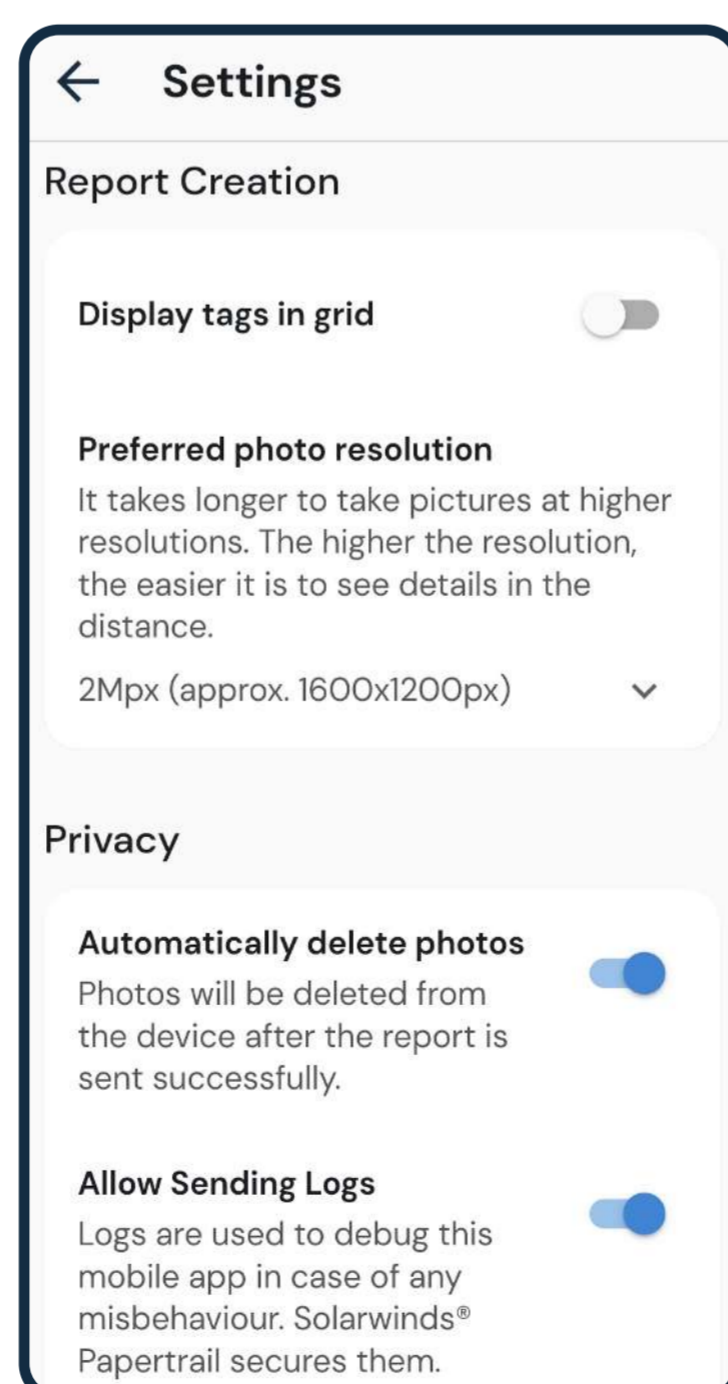 Settings
Report Creation
Display tags in grid
Preferred photo resolution
It takes longer to take pictures at higher
resolutions. The higher the resolution,
the easier it is to see details in the
distance.
2Mpx (approx. 1600x1200px)
Privacy
Automatically delete photos
Photos will be deleted from
the device after the report is
sent successfully.
Allow Sending Logs
Logs are used to debug this
mobile app in case of any
misbehaviour. Solarwinds®
Papertrail secures them.